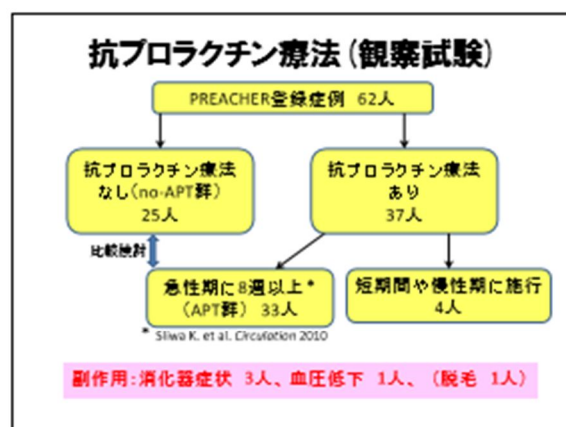 抗プロラクチン療法(観察試験)
PREACHER登録症例 62人
抗プロラクチン療法
なし(no-APT群)
25人
抗プロラクチン療法
あり
37人
比較検討
急性期に8週以上*
(APT群) 33人
短期間や慢性期に施行
4人
* Sliwa K. et al. Circulation 2010
副作用:消化器症状 3人、血圧低下 1人、(脱毛 1人)